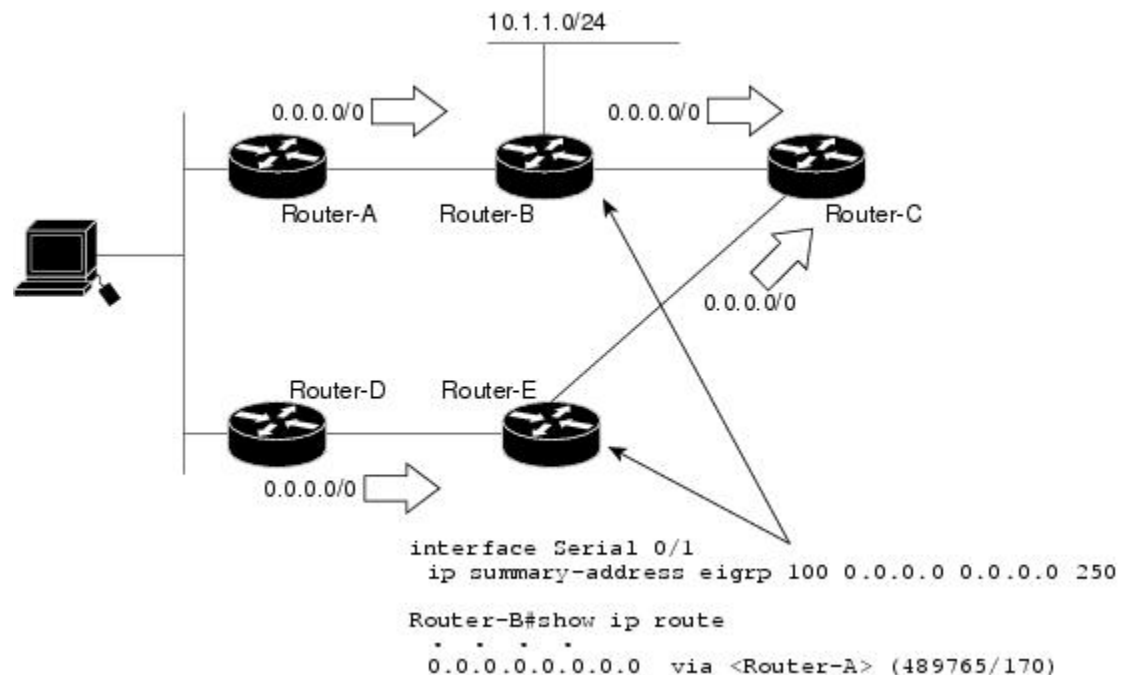 10.1.1.0/24
0.0.0.0/0
0.0.0.0/0
Router-A
Router-B
Router-C
0.0.0.0/0
Router-D
Router-E
0.0.0.0/0
interface Serial 0/1
ip summary-address eigrp 100 0.0.0.0 0.0.0.0 250
Router-B#show ip route
. . . .
0.0.0.0.0.0.0.0 via <Router-A> (489765/170)